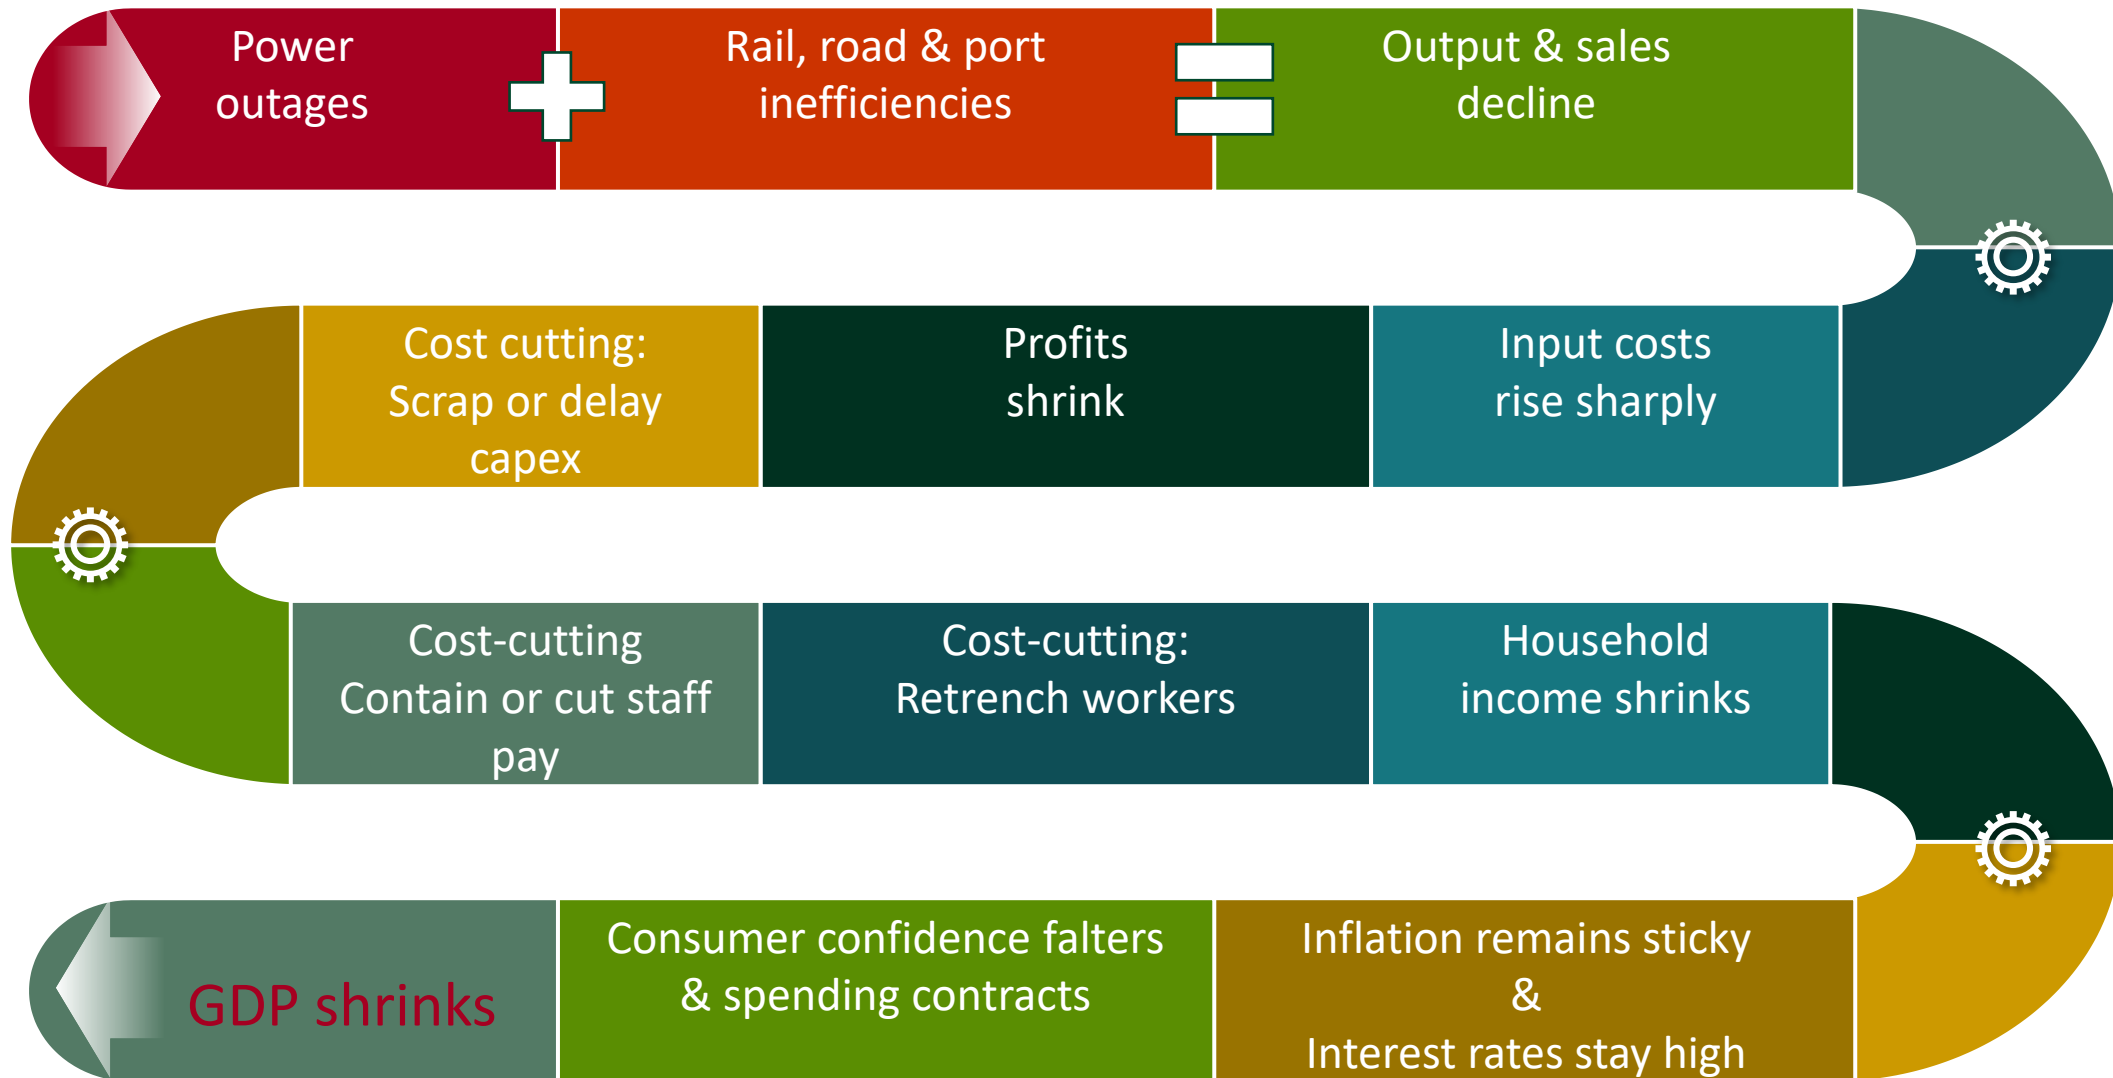 Power
outages
Rail, road & port
inefficiencies
Output & sales
decline
Input costs
rise sharply
Profits
shrink
Cost cutting:
Scrap or delay
capex
Cost-cutting
Contain or cut staff
pay
Cost-cutting:
Retrench workers
Household
income shrinks
Inflation remains sticky
&
Interest rates stay high
Consumer confidence falters
& spending contracts
GDP shrinks